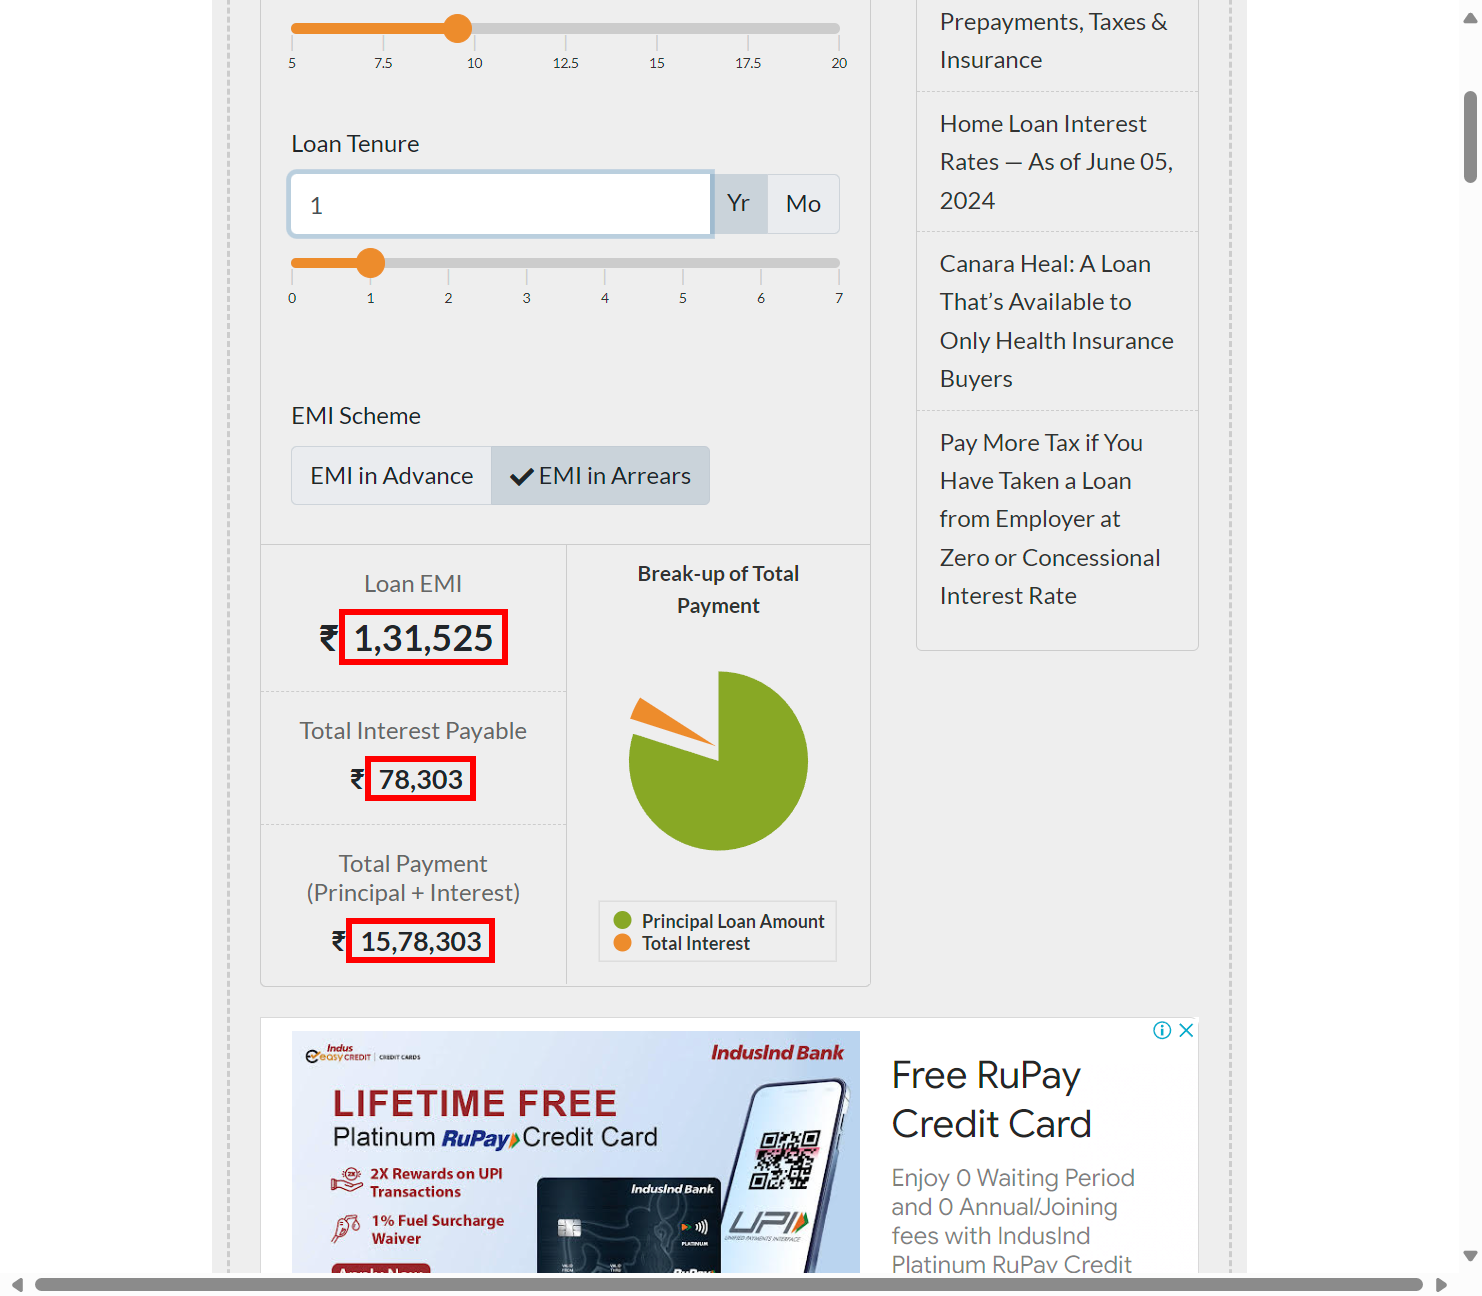 5 7.5 10 12.5 15 17.5 20
Loan Tenure
1 Yr Mo
0 1 2 3 4 5 6 7
EMI Scheme
EMI in Advance EMI in Arrears
Loan EMI
₹ 1,31,525
Total Interest Payable
₹ 78,303
Total Payment
(Principal + Interest)
₹ 15,78,303
Break-up of Total
Payment
Principal Loan Amount
Total Interest
Prepayments, Taxes &
Insurance
Home Loan Interest
Rates — As of June 05,
2024
Canara Heal: A Loan
That’s Available to
Only Health Insurance
Buyers
Pay More Tax if You
Have Taken a Loan
from Employer at
Zero or Concessional
Interest Rate
Indus
easy CREDIT | CREDIT CARDS
IndusInd Bank
LIFETIME FREE
Platinum RuPay Credit Card
2X Rewards on UPI
Transactions
1% Fuel Surcharge
Waiver
Apply Now
IndusInd Bank
PLATINUM
RuPay
UPI
UNIFIED PAYMENTS INTERFACE
Free RuPay
Credit Card
Enjoy 0 Waiting Period
and 0 Annual/Joining
fees with IndusInd
Platinum RuPay Credit